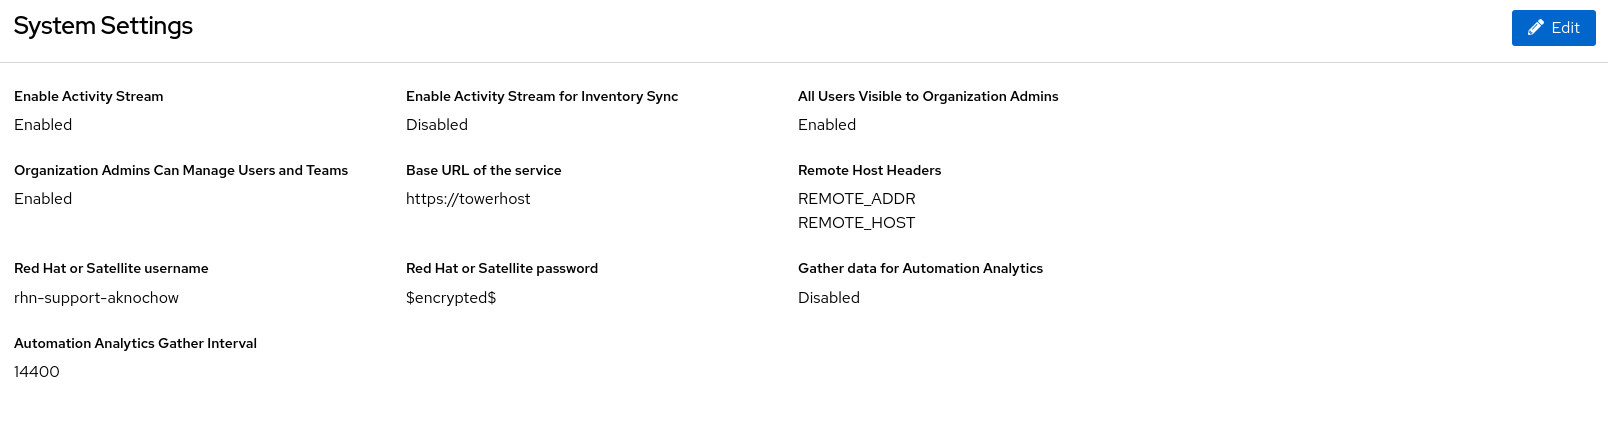 System Settings
Edit
Enable Activity Stream
Enabled
Enable Activity Stream for Inventory Sync
Disabled
All Users Visible to Organization Admins
Enabled
Organization Admins Can Manage Users and Teams
Enabled
Base URL of the service
https://towerhost
Remote Host Headers
REMOTE_ADDR
REMOTE_HOST
Red Hat or Satellite username
rhn-support-aknochow
Red Hat or Satellite password
$encrypted$
Gather data for Automation Analytics
Disabled
Automation Analytics Gather Interval
14400